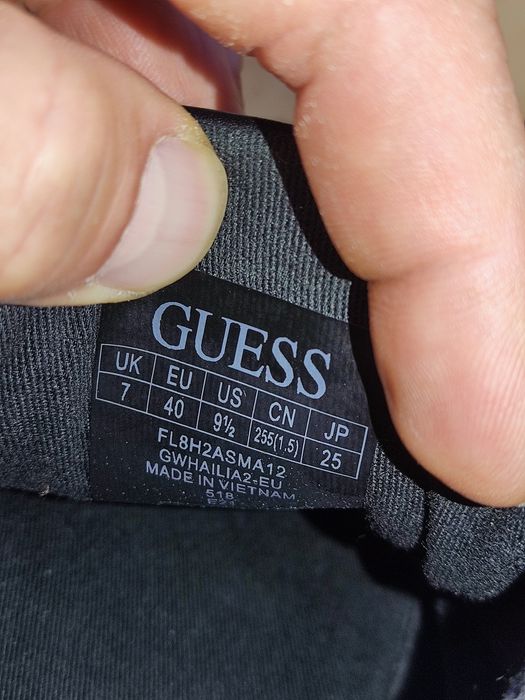 GUESS
UK EU US CN JP
7 40 9½ 255(1.5) 25
FL8H2ASMA12
GWHAILIA2-EU
MADE IN VIETNAM
518